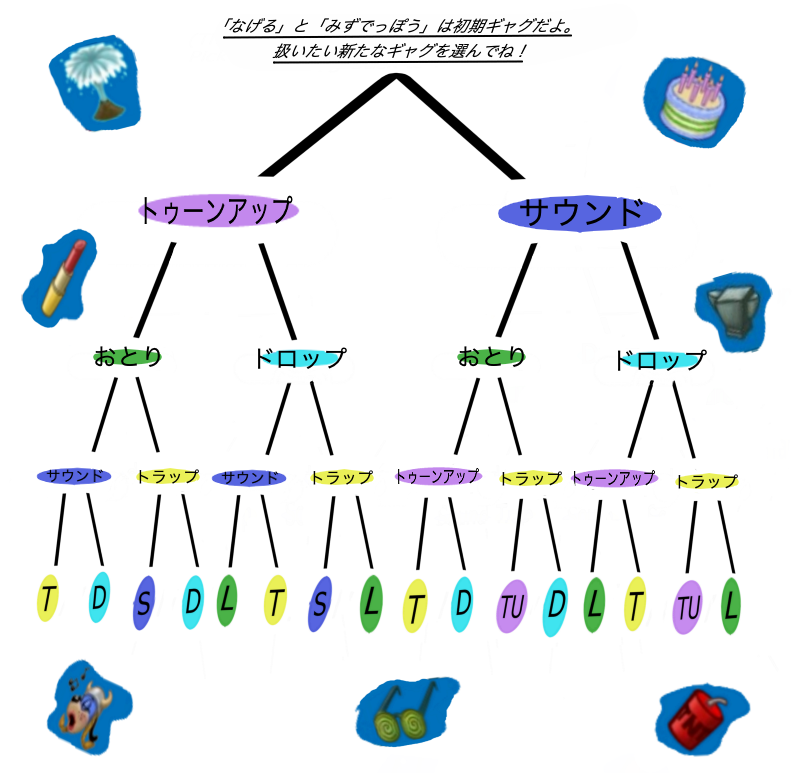 「なげる」と「みずでっぽう」は初期ギャグだよ。
扱いたい新たなギャグを選んでね！
トゥーンアップ サウンド
おとり ドロップ おとり ドロップ
サウンド トラップ サウンド トラップ トゥーンアップ トラップ トゥーンアップ トラップ
T D S D L T S L T D TU D L T TU L
TNT